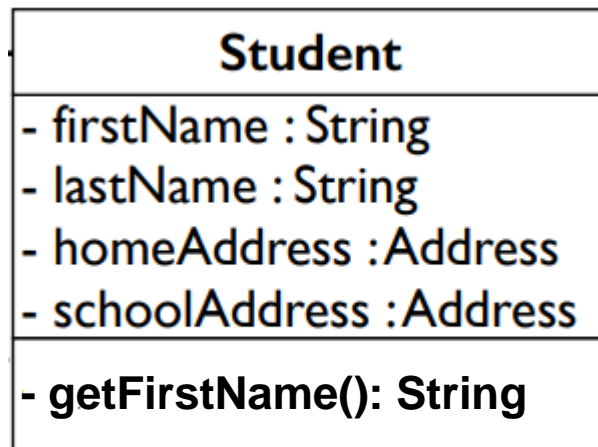 Student
- firstName : String
- lastName : String
- homeAddress : Address
- schoolAddress : Address
- getFirstName(): String